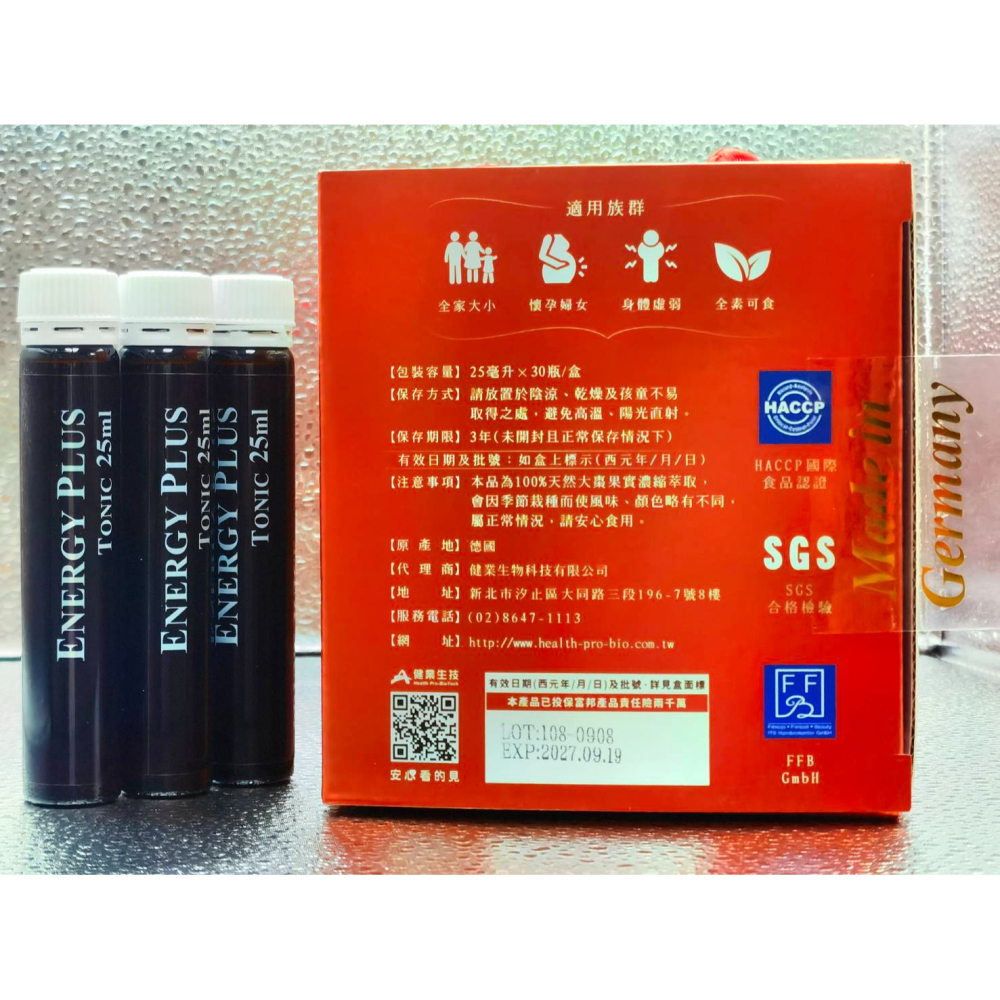 ENERGY PLUS
TONIC 25ml
ENERGY PLUS
TONIC 25ml
ENERGY PLUS
TONIC 25ml
適用族群
全家大小 懷孕婦女 身體虛弱 全素可食
【包裝容量】25毫升×30瓶/盒
【保存方式】請放置於陰涼、乾燥及孩童不易
取得之處，避免高溫、陽光直射。
【保存期限】3年(未開封且正常保存情況下)
有效日期及批號：如盒上標示(西元年/月/日)
【注意事項】本品為100%天然大棗果實濃縮萃取，
會因季節栽種而使風味、顏色略有不同，
屬正常情況，請安心食用。
【原產地】德國
【代理商】健業生物科技有限公司
【地址】新北市汐止區大同路三段196-7號8樓
【服務電話】(02)8647-1113
【網址】http://www.health-pro-bio.com.tw
健業生技
Health Pro-BioTech
安心看的見
有效日期(西元年/月/日)及批號，詳見盒面標
本產品已投保富邦產品責任險兩千萬
LOT:108-0908
EXP:2027.09.19
HACCP
HACCP國際
食品認證
SGS
SGS
合格檢驗
FFB
Fitness • Forever • Beauty
FFB
GmbH
Made in
Germany